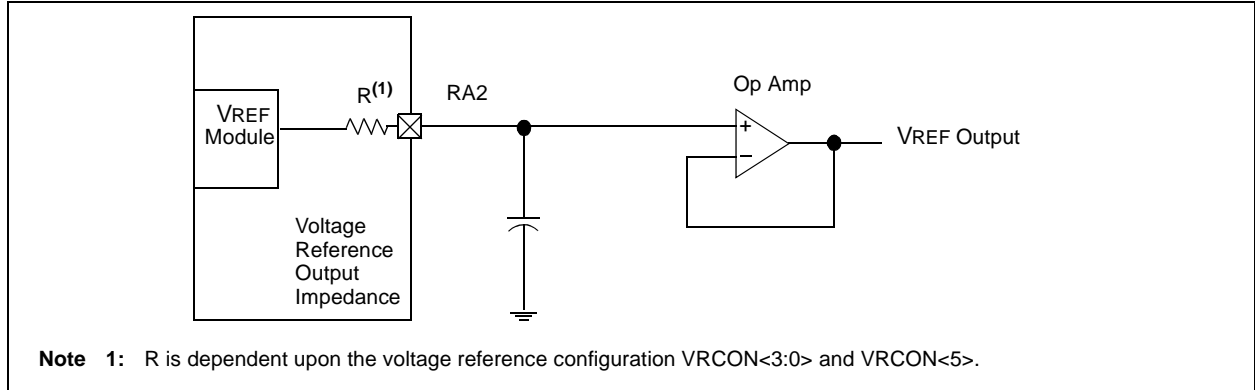 Op Amp
R(1)
RA2
VREF
Module
+
–
VREF Output
Voltage
Reference
Output
Impedance
Note 1: R is dependent upon the voltage reference configuration VRCON<3:0> and VRCON<5>.